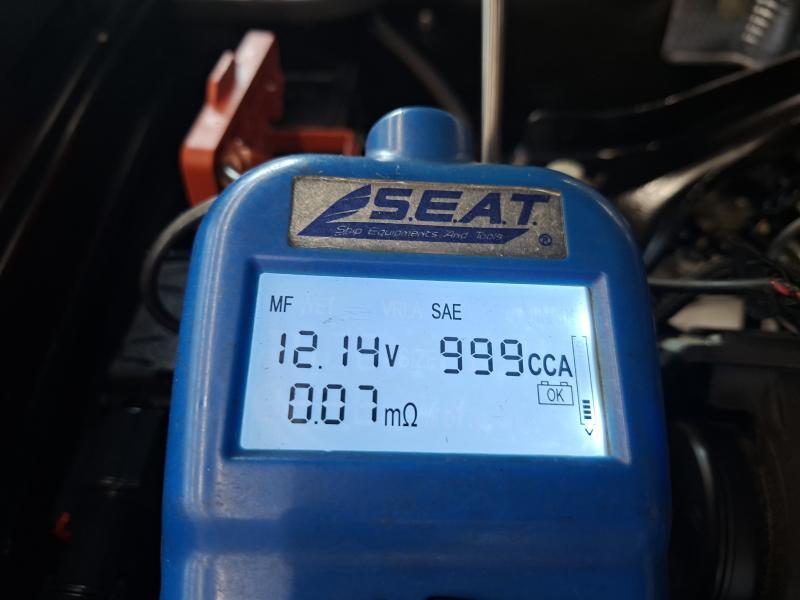 S.E.A.T.
Ship Equipments And Tools
®
MF SAE
12.14V 999CCA
OK
0.07mΩ